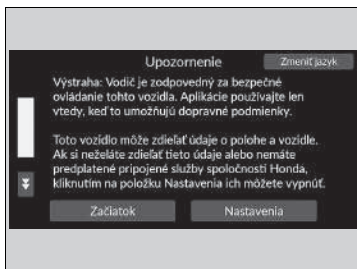 Upozornenie
Zmeniť jazyk
Výstraha: Vodič je zodpovedný za bezpečné
ovládanie tohto vozidla. Aplikácie používajte len
vtedy, keď to umožňujú dopravné podmienky.
Toto vozidlo môže zdieľať údaje o polohe a vozidle.
Ak si neželáte zdieľať tieto údaje alebo nemáte
predplatené pripojené služby spoločnosti Honda,
kliknutím na položku Nastavenia ich môžete vypnúť.
Začiatok
Nastavenia